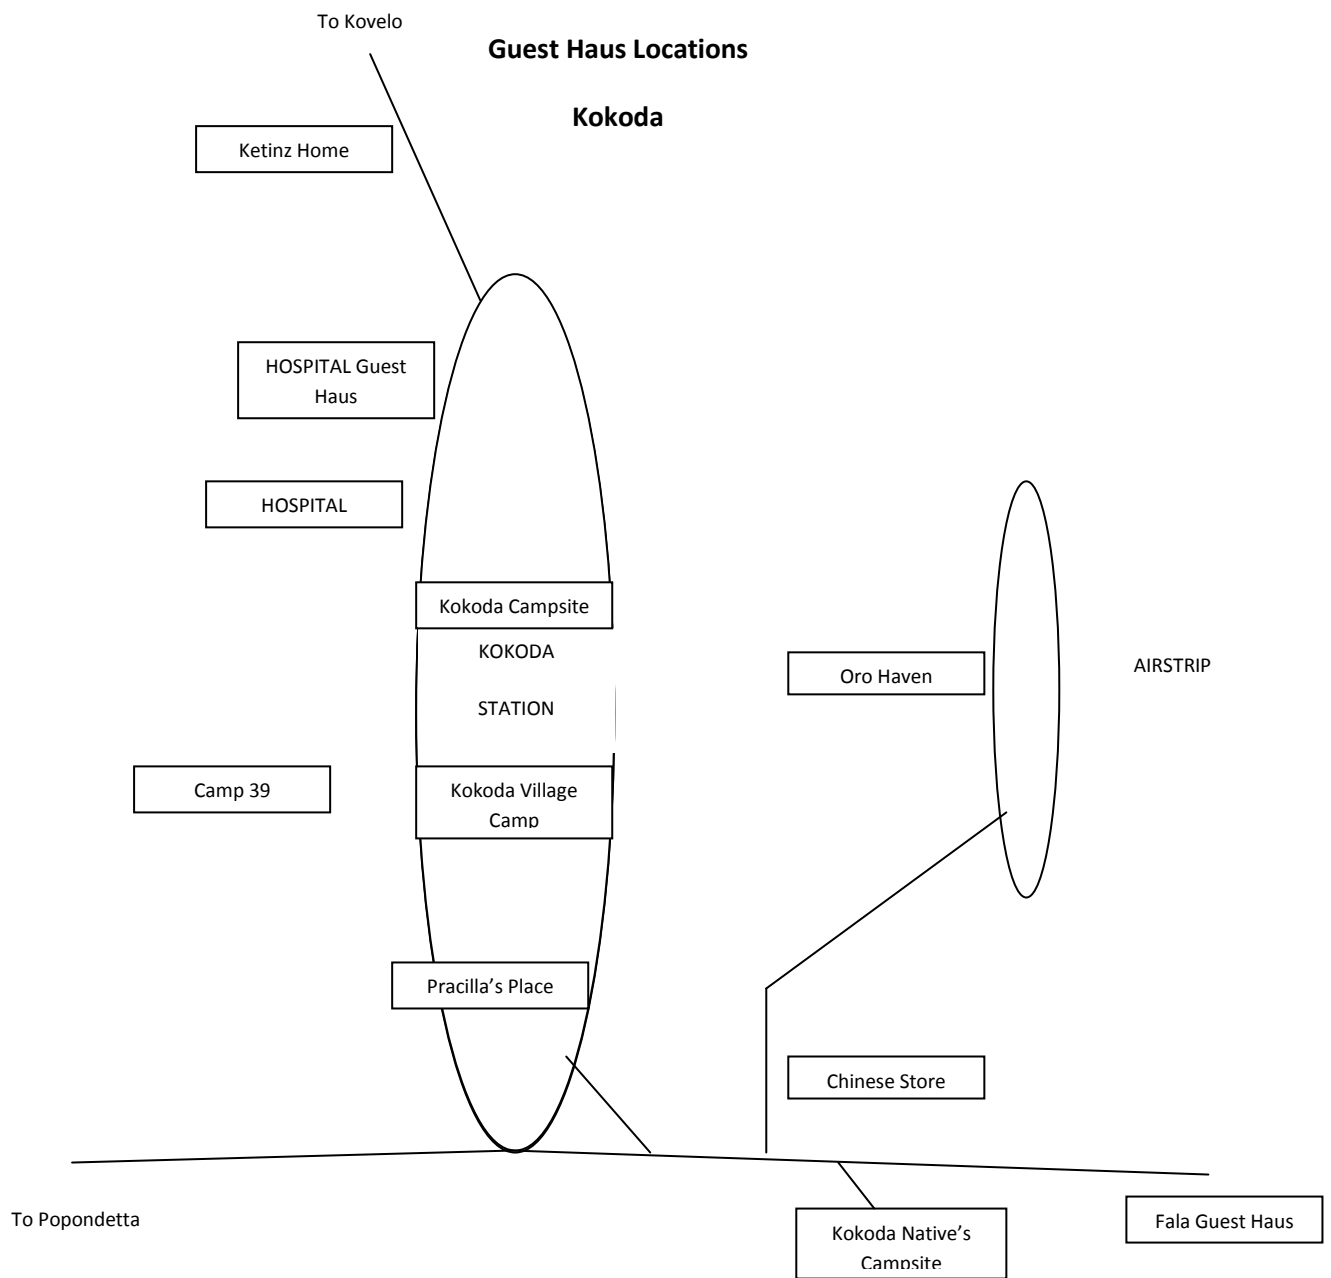 To Kovelo
Guest Haus Locations
Kokoda
Ketinz Home
HOSPITAL Guest
Haus
HOSPITAL
Kokoda Campsite
KOKODA
Oro Haven
AIRSTRIP
STATION
Camp 39
Kokoda Village
Camp
Pracilla’s Place
Chinese Store
To Popondetta
Kokoda Native’s
Campsite
Fala Guest Haus